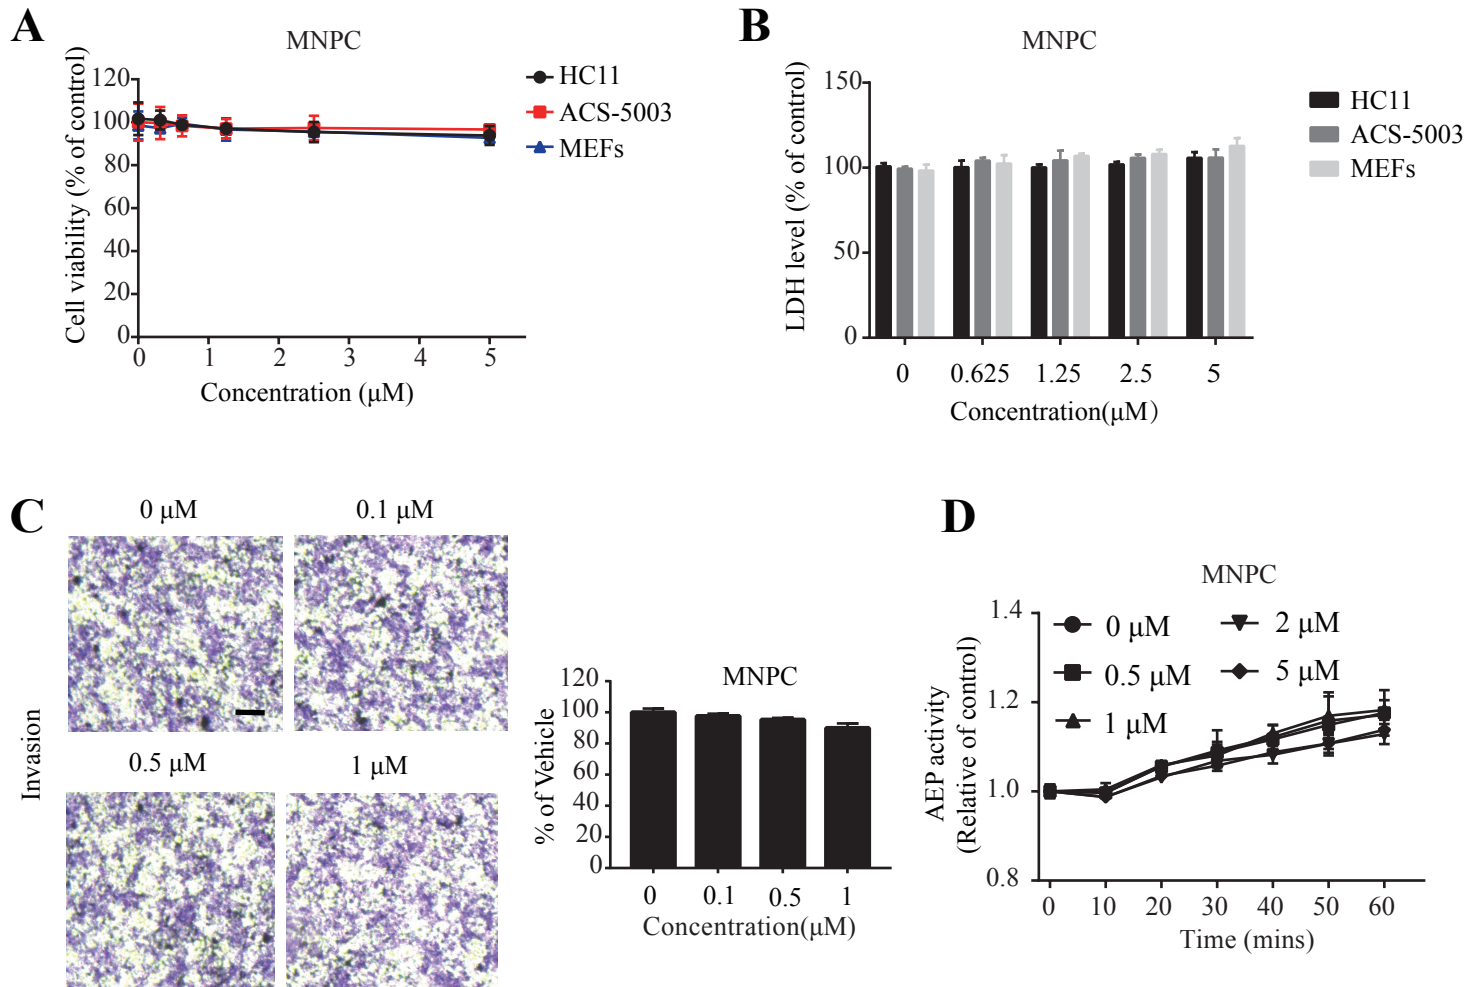 A
MNPC
Cell viability (% of control)
120
100
80
60
40
20
0
0 1 2 3 4 5
Concentration (μM)
HC11
ACS-5003
MEFs
B
MNPC
LDH level (% of control)
150
100
50
0
0 0.625 1.25 2.5 5
Concentration(μM)
HC11
ACS-5003
MEFs
C
Invasion
0 μM 0.1 μM
0.5 μM 1 μM
MNPC
% of Vehicle
120
100
80
60
40
20
0
0 0.1 0.5 1
Concentration(μM)
D
MNPC
AEP activity
(Relative of control)
1.4
1.2
1.0
0.8
0 μM
0.5 μM
1 μM
2 μM
5 μM
0 10 20 30 40 50 60
Time (mins)